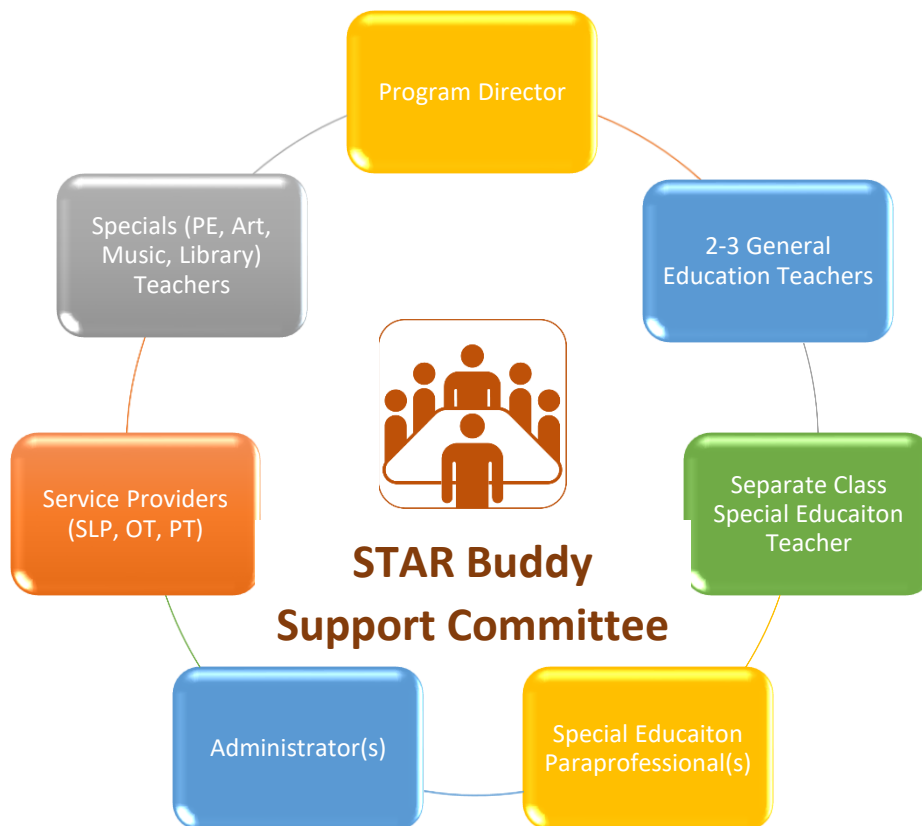 Program Director
Specials (PE, Art,
Music, Library)
Teachers
2-3 General
Education Teachers
Service Providers
(SLP, OT, PT)
Separate Class
Special Educaiton
Teacher
STAR Buddy
Support Committee
Administrator(s)
Special Educaiton
Paraprofessional(s)